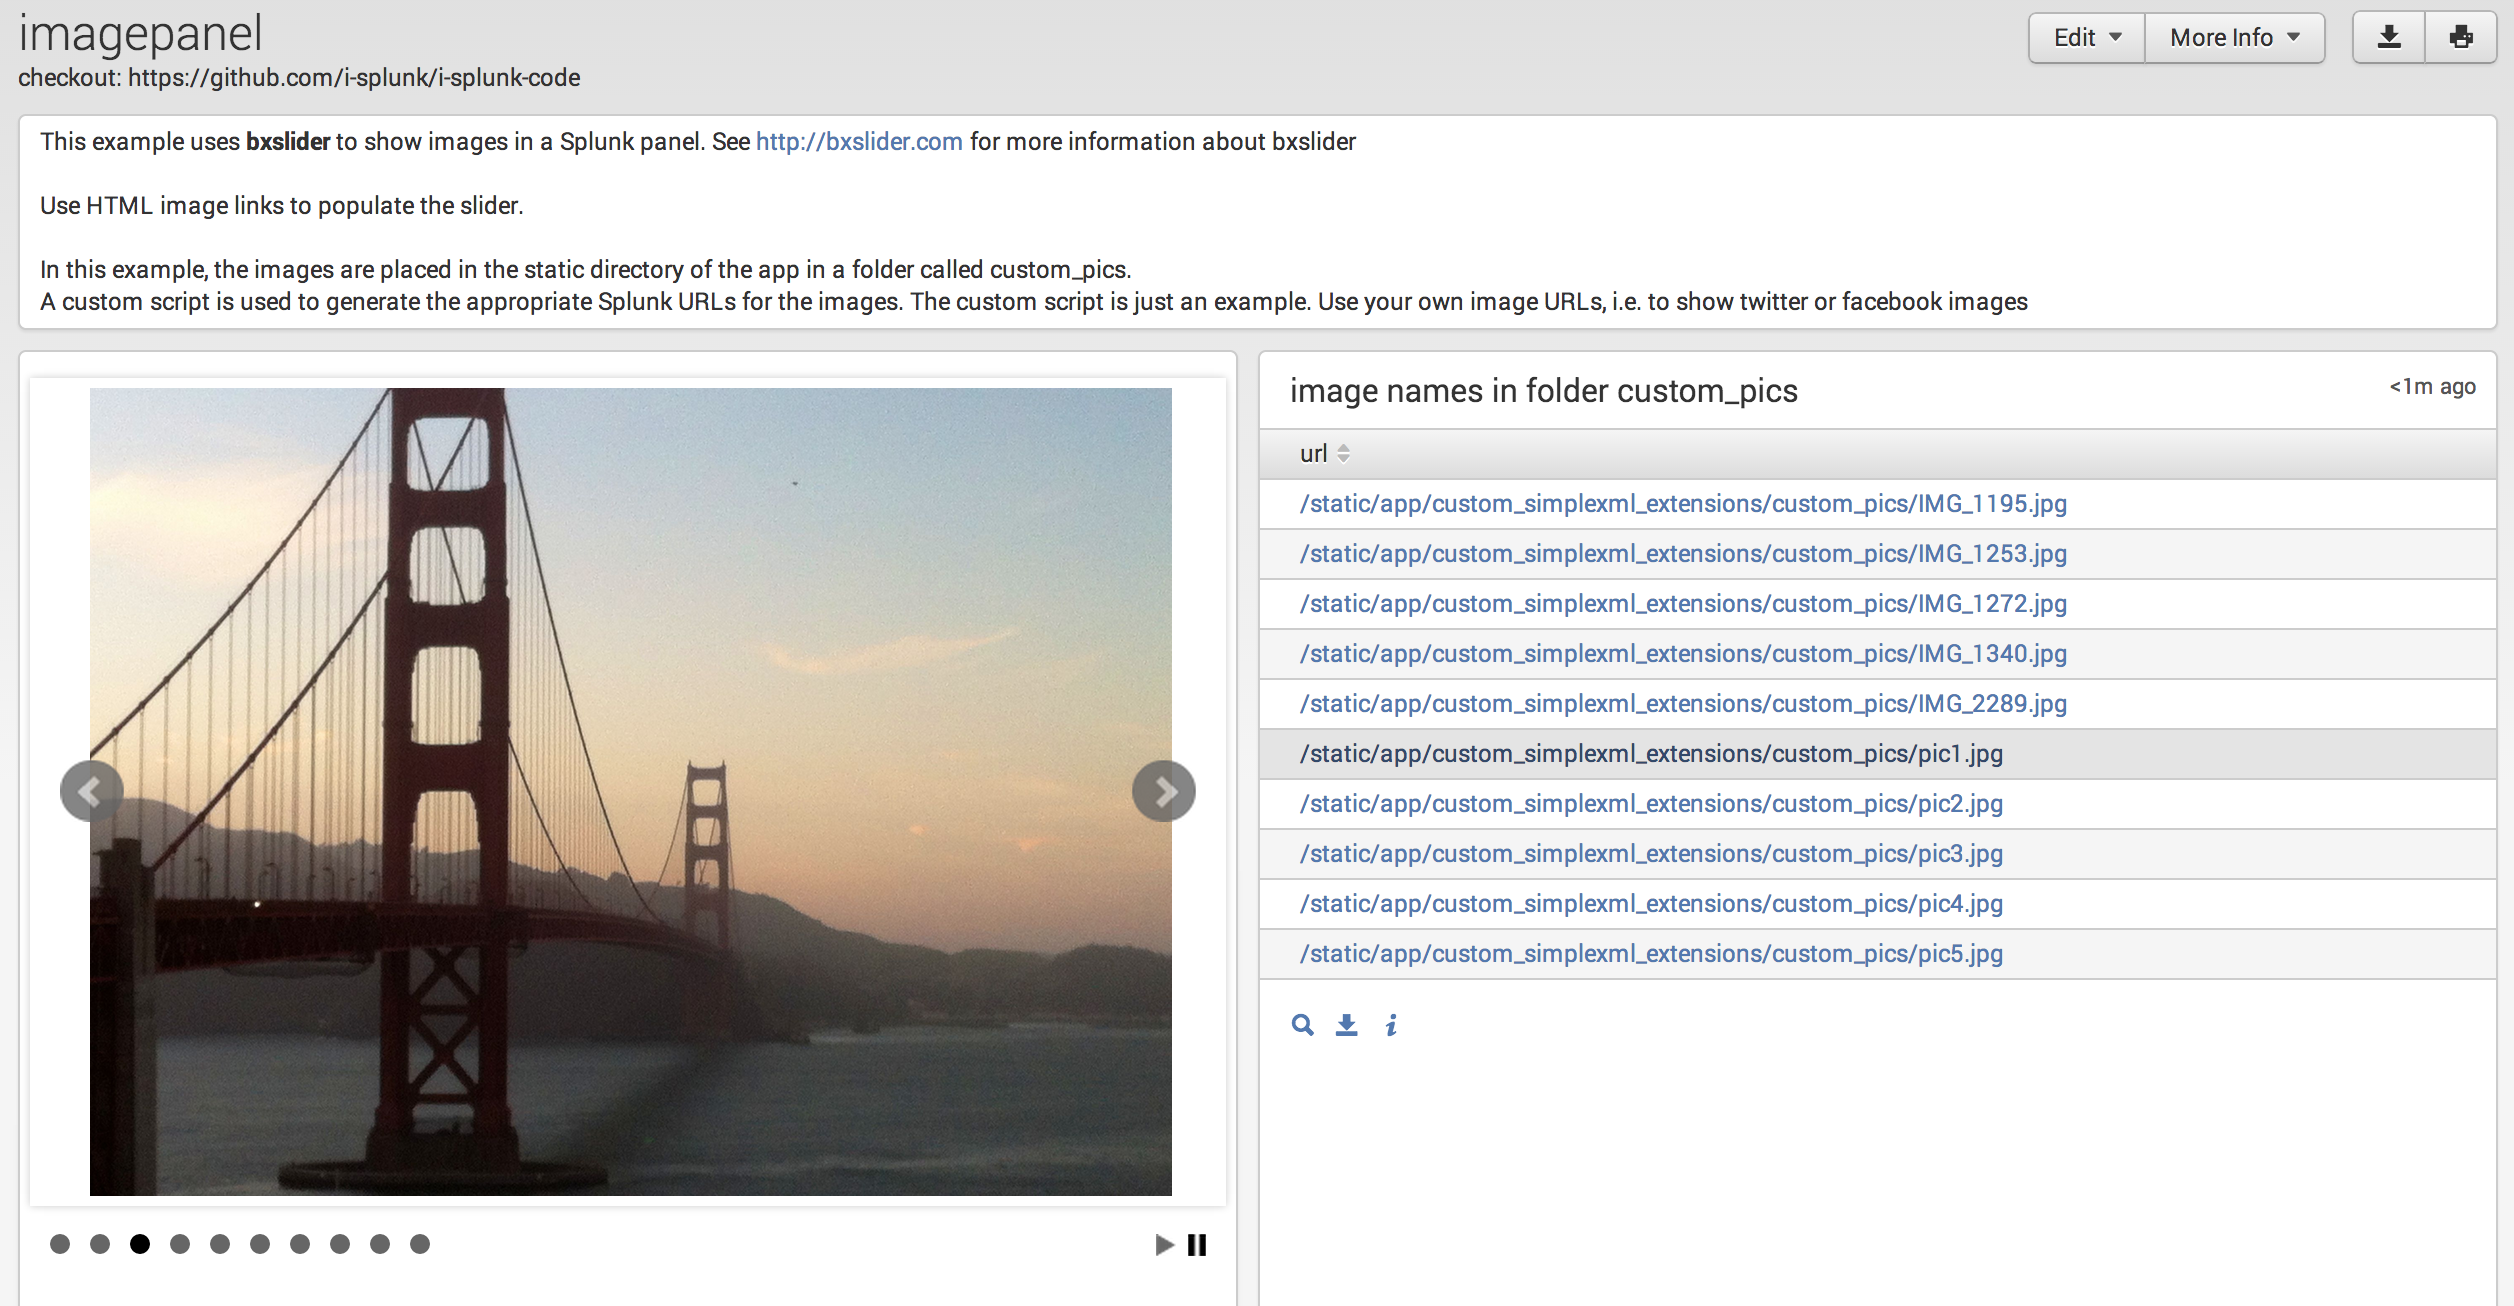 imagepanel
Edit
More Info
checkout: https://github.com/i-splunk/i-splunk-code
This example uses bxslider to show images in a Splunk panel. See http://bxslider.com for more information about bxslider
Use HTML image links to populate the slider.
In this example, the images are placed in the static directory of the app in a folder called custom_pics.
A custom script is used to generate the appropriate Splunk URLs for the images. The custom script is just an example. Use your own image URLs, i.e. to show twitter or facebook images
image names in folder custom_pics
<1m ago
url
/static/app/custom_simplexml_extensions/custom_pics/IMG_1195.jpg
/static/app/custom_simplexml_extensions/custom_pics/IMG_1253.jpg
/static/app/custom_simplexml_extensions/custom_pics/IMG_1272.jpg
/static/app/custom_simplexml_extensions/custom_pics/IMG_1340.jpg
/static/app/custom_simplexml_extensions/custom_pics/IMG_2289.jpg
/static/app/custom_simplexml_extensions/custom_pics/pic1.jpg
/static/app/custom_simplexml_extensions/custom_pics/pic2.jpg
/static/app/custom_simplexml_extensions/custom_pics/pic3.jpg
/static/app/custom_simplexml_extensions/custom_pics/pic4.jpg
/static/app/custom_simplexml_extensions/custom_pics/pic5.jpg